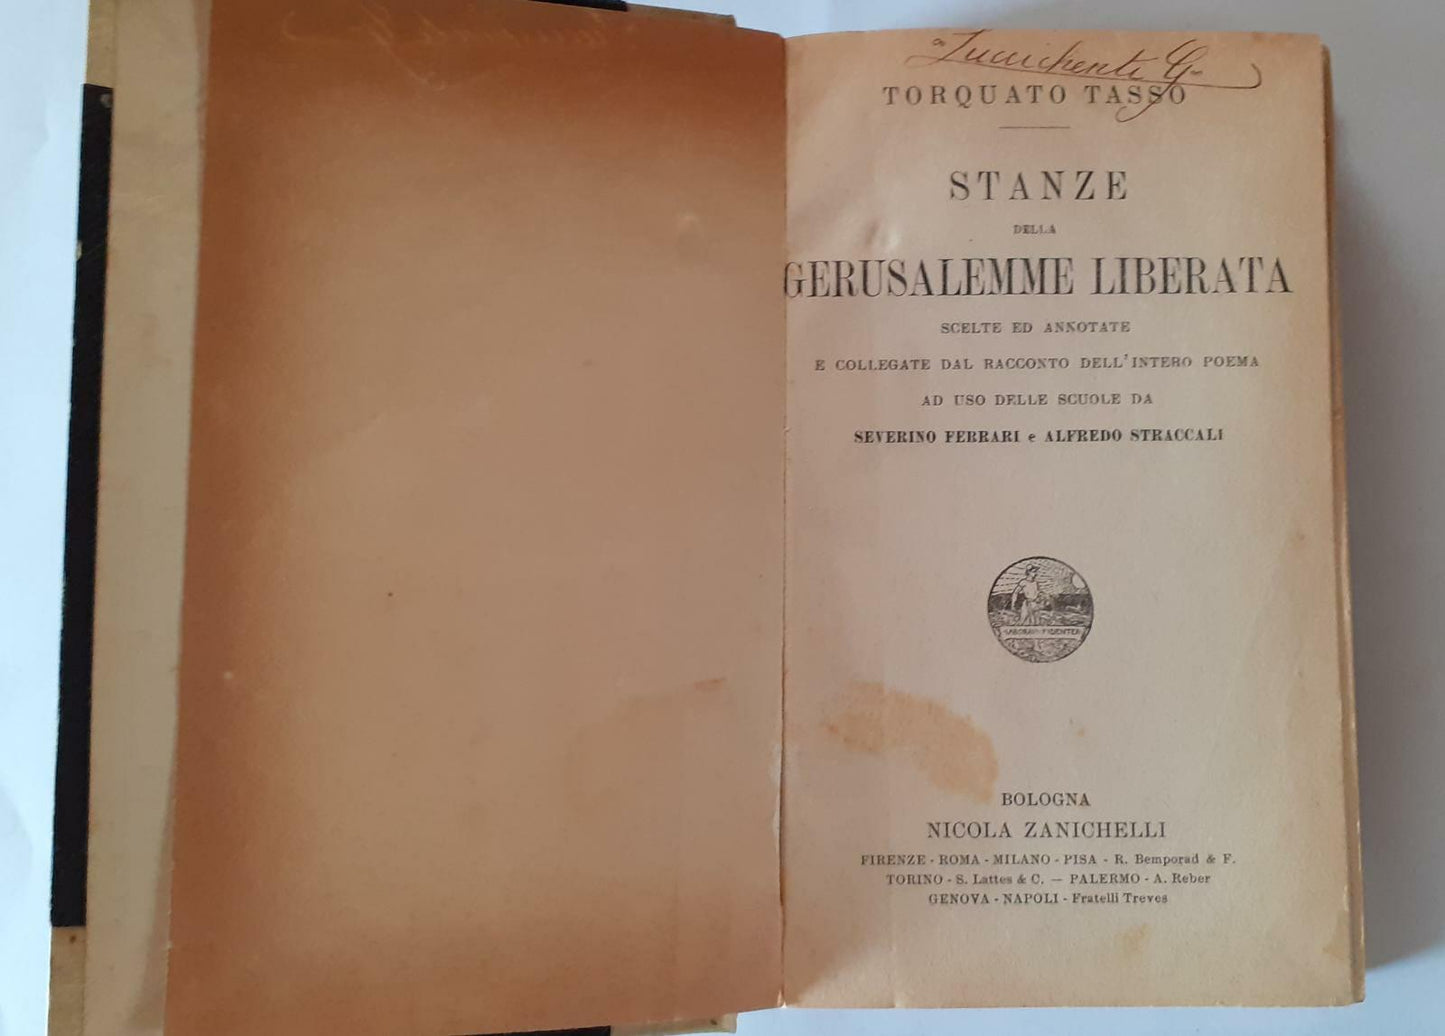 TORQUATO TASSO
STANZE
DELLA
GERUSALEMME LIBERATA
SCELTE ED ANNOTATE
E COLLEGATE DAL RACCONTO DELL'INTERO POEMA
AD USO DELLE SCUOLE DA
SEVERINO FERRARI e ALFREDO STRACCALI
LABORAVI FIDENTER
BOLOGNA
NICOLA ZANICHELLI
FIRENZE - ROMA - MILANO - PISA - R. Bemporad & F.
TORINO - S. Lattes & C. — PALERMO - A. Reber
GENOVA - NAPOLI - Fratelli Treves